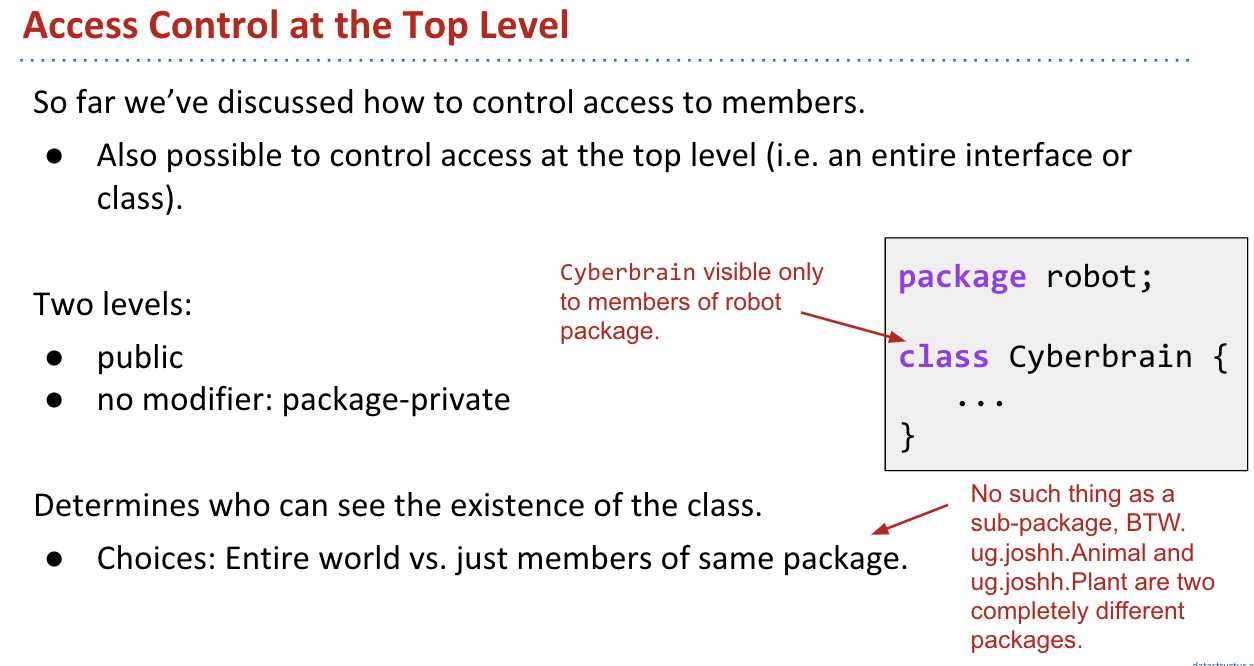 Access Control at the Top Level
So far we’ve discussed how to control access to members.
● Also possible to control access at the top level (i.e. an entire interface or
class).
Two levels:
● public
● no modifier: package-private
Cyberbrain visible only
to members of robot
package.
package robot;
class Cyberbrain {
...
}
Determines who can see the existence of the class.
● Choices: Entire world vs. just members of same package.
No such thing as a
sub-package, BTW.
ug.joshh.Animal and
ug.joshh.Plant are two
completely different
packages.